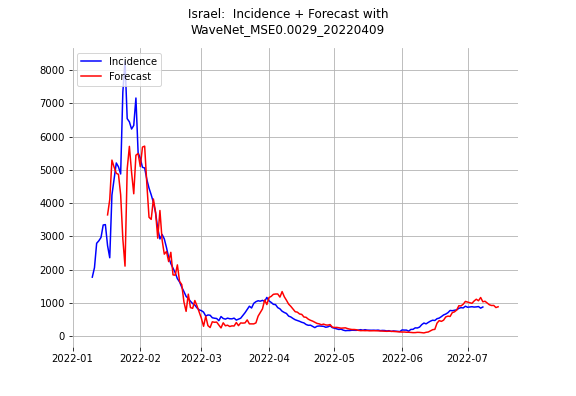 Israel:  Incidence + Forecast with
WaveNet_MSE0.0029_20220409
Incidence
Forecast
8000
7000
6000
5000
4000
3000
2000
1000
0
2022-01 2022-02 2022-03 2022-04 2022-05 2022-06 2022-07